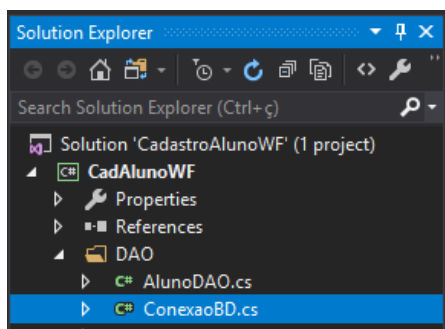 Solution Explorer
Search Solution Explorer (Ctrl+ç)
Solution 'CadastroAlunoWF' (1 project)
C# CadAlunoWF
Properties
References
DAO
C# AlunoDAO.cs
C# ConexaoBD.cs